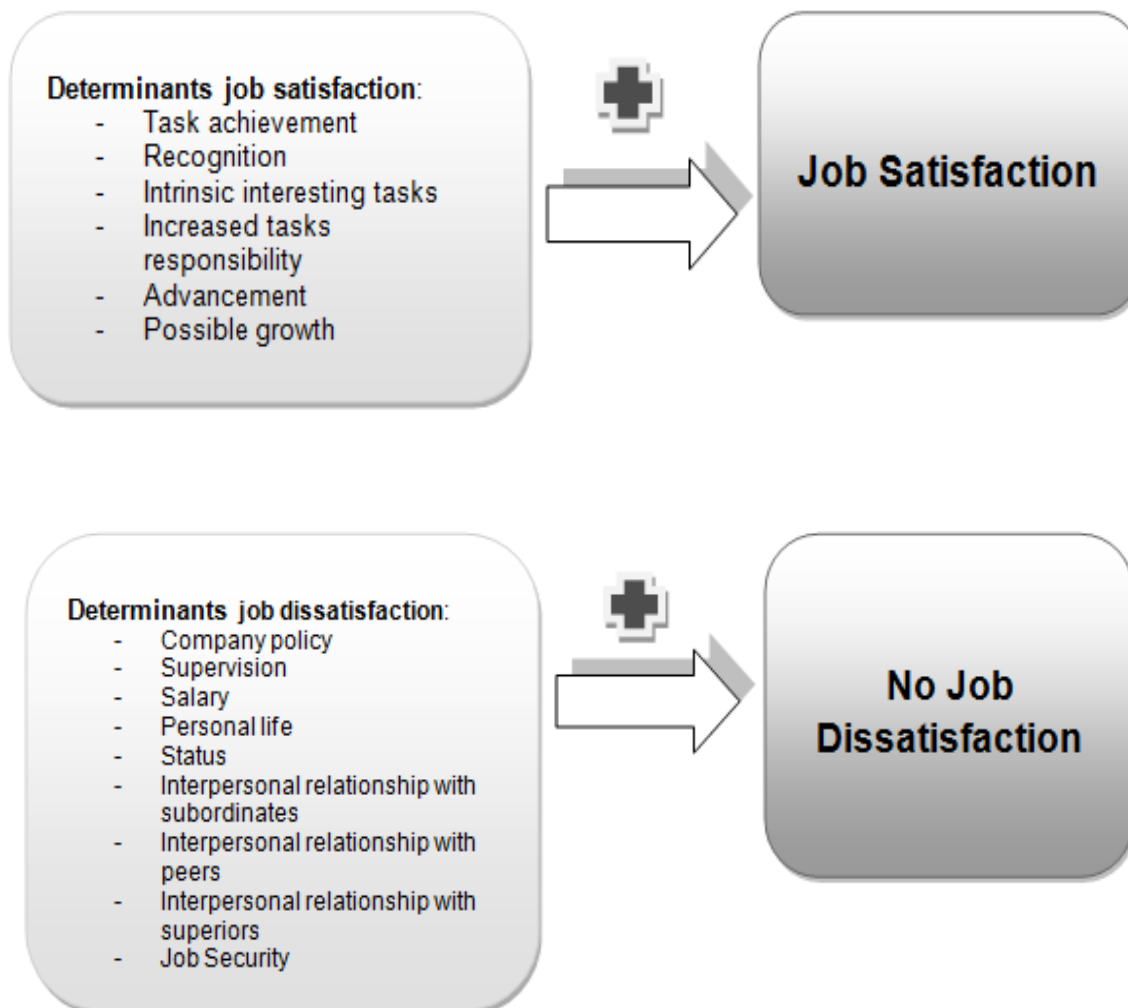 Determinants job satisfaction:
- Task achievement
- Recognition
- Intrinsic interesting tasks
- Increased tasks
responsibility
- Advancement
- Possible growth
Job Satisfaction
Determinants job dissatisfaction:
- Company policy
- Supervision
- Salary
- Personal life
- Status
- Interpersonal relationship with
subordinates
- Interpersonal relationship with
peers
- Interpersonal relationship with
superiors
- Job Security
No Job
Dissatisfaction